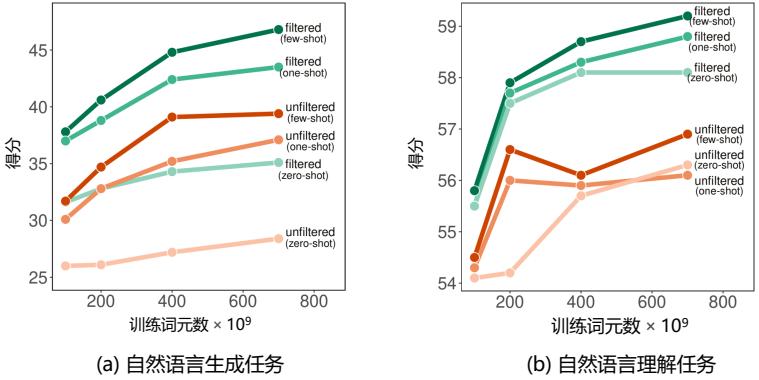 得分
45
40
35
30
25
filtered
(few-shot)
filtered
(one-shot)
unfiltered
(few-shot)
unfiltered
(one-shot)
filtered
(zero-shot)
unfiltered
(zero-shot)
200 400 600 800
训练词元数 × 10⁹
(a) 自然语言生成任务
得分
59
58
57
56
55
54
filtered
(few-shot)
filtered
(one-shot)
filtered
(zero-shot)
unfiltered
(few-shot)
unfiltered
(zero-shot)
unfiltered
(one-shot)
200 400 600 800
训练词元数 × 10⁹
(b) 自然语言理解任务